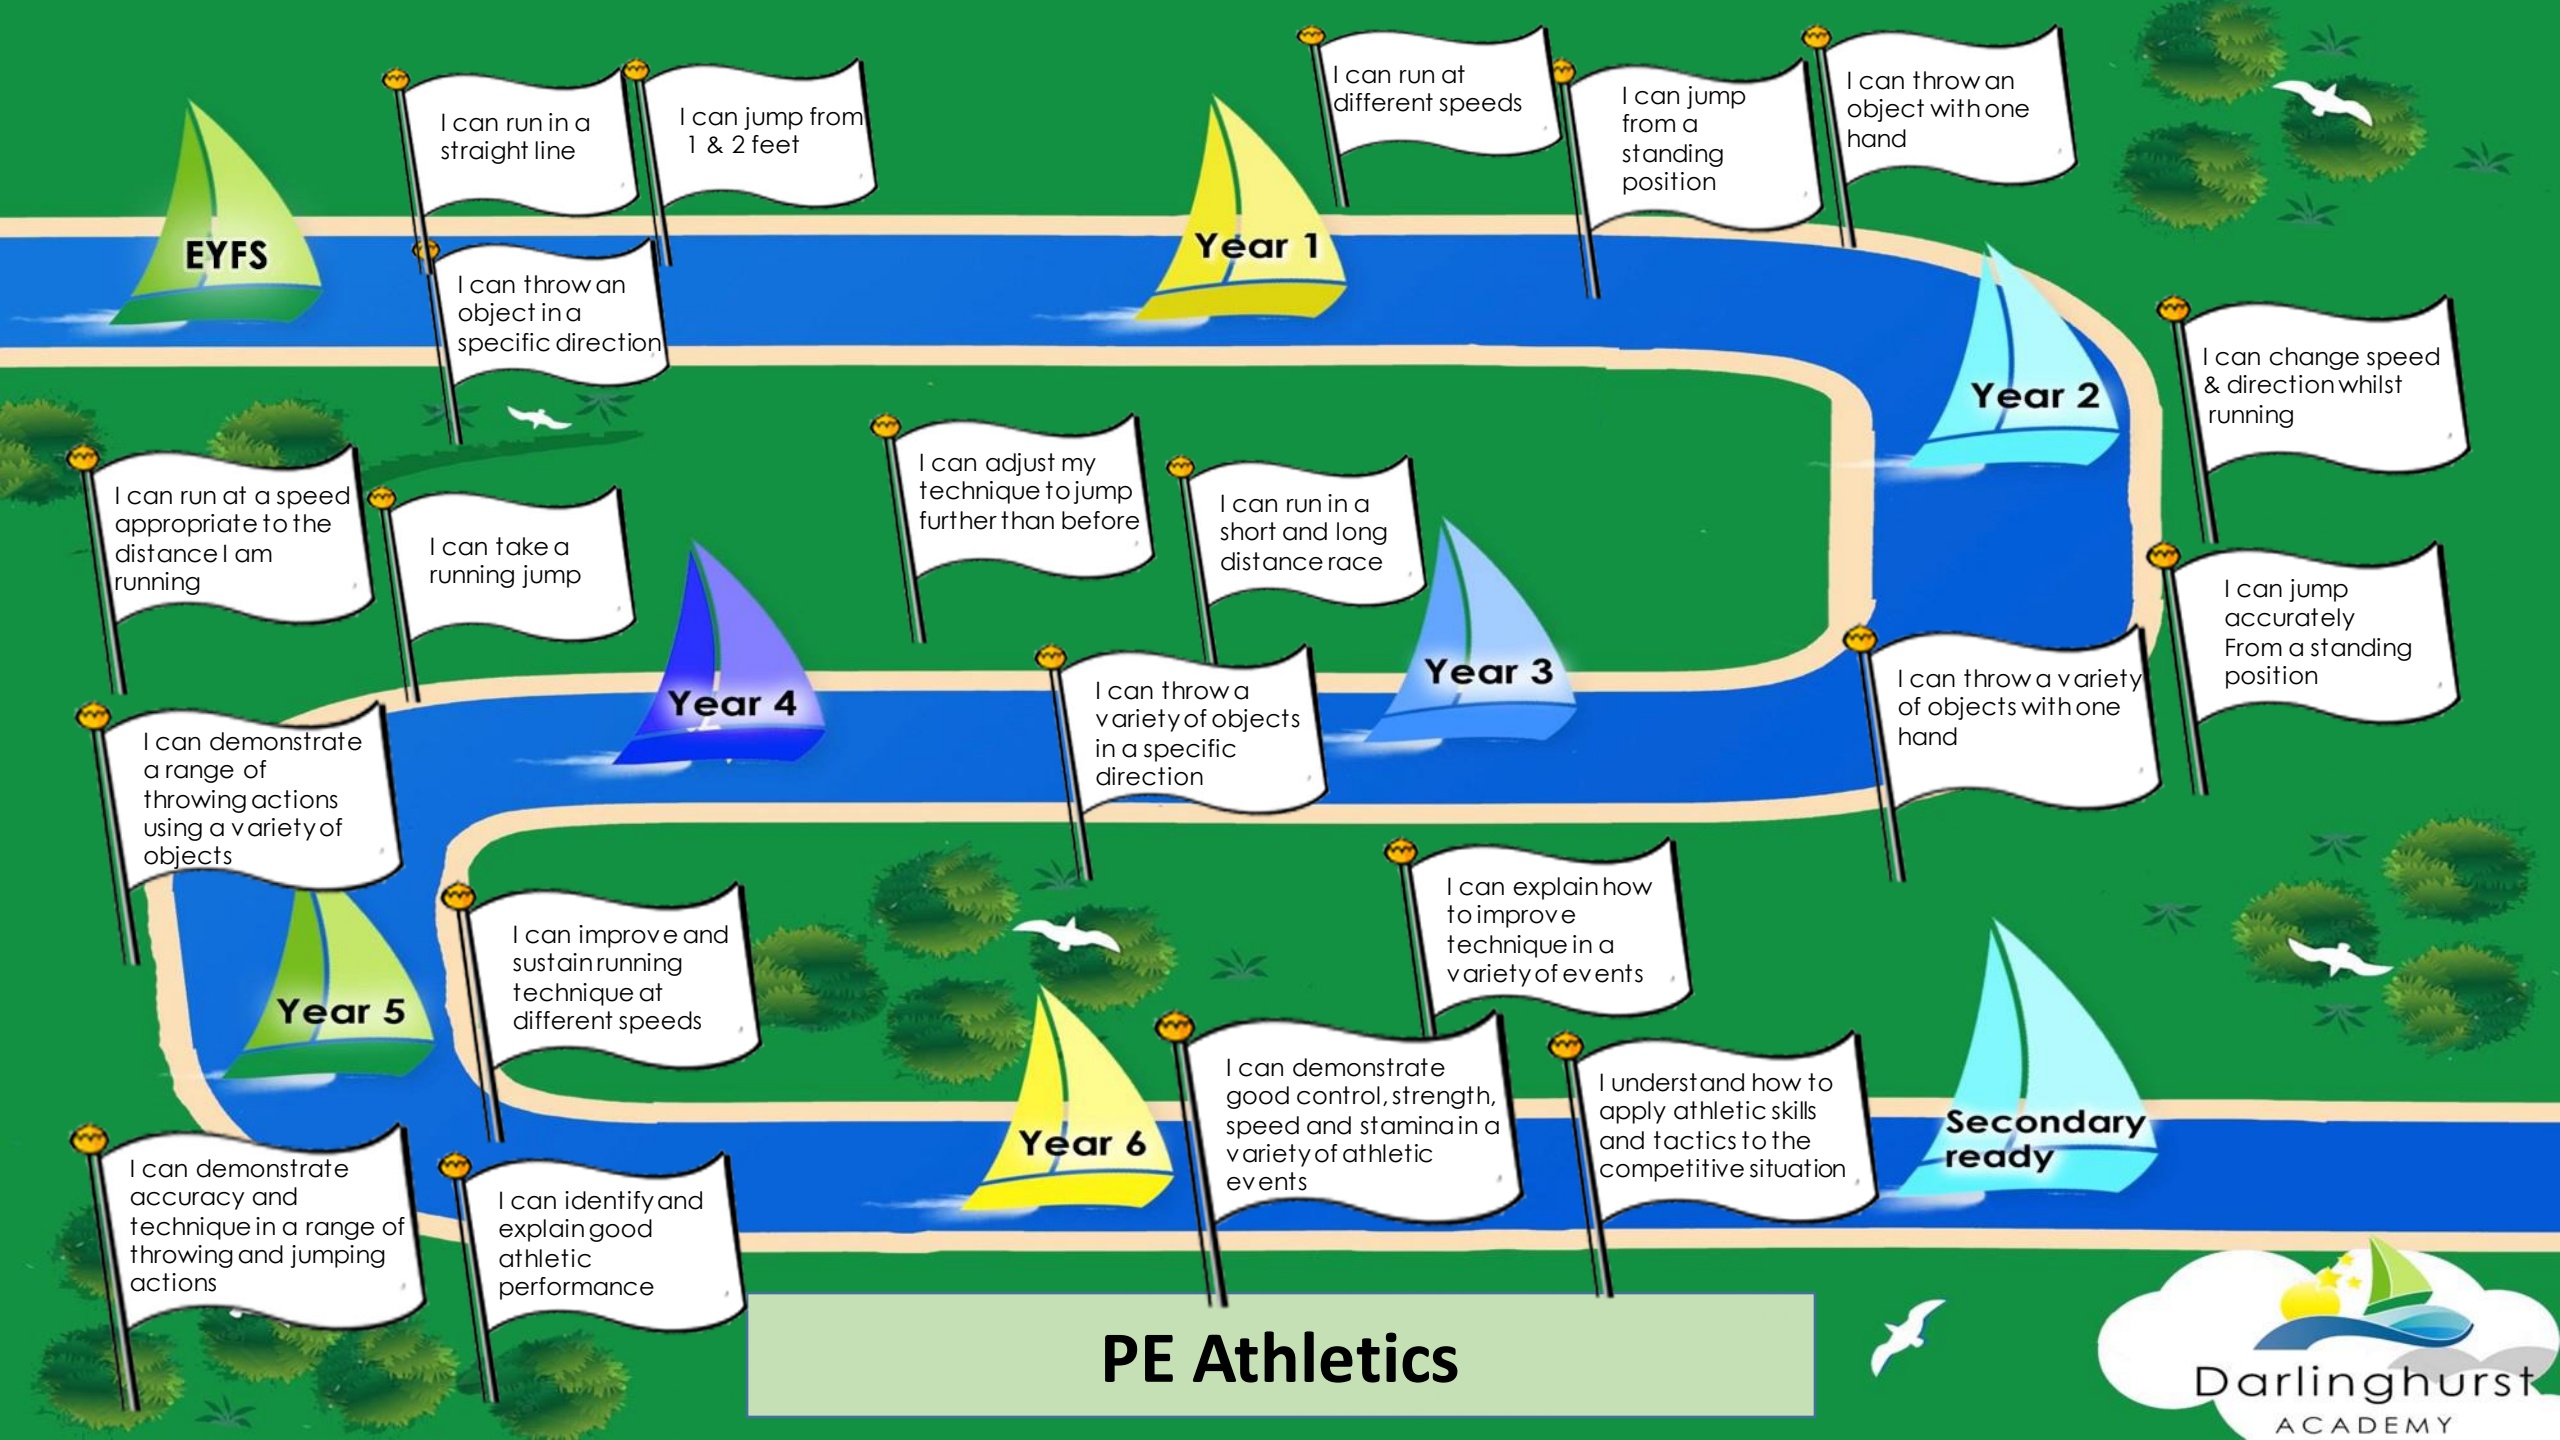 EYFS
I can run in a
straight line
I can jump from
1 & 2 feet
I can throw an
object in a
specific direction
Year 1
I can run at
different speeds
I can jump
from a
standing
position
I can throw an
object with one
hand
Year 2
I can change speed
& direction whilst
running
I can jump
accurately
From a standing
position
I can throw a variety
of objects with one
hand
Year 3
I can run in a
short and long
distance race
I can adjust my
technique to jump
further than before
I can throw a
variety of objects
in a specific
direction
Year 4
I can take a
running jump
I can run at a speed
appropriate to the
distance I am
running
I can demonstrate
a range of
throwing actions
using a variety of
objects
Year 5
I can improve and
sustain running
technique at
different speeds
I can demonstrate
accuracy and
technique in a range of
throwing and jumping
actions
I can identify and
explain good
athletic
performance
Year 6
I can explain how
to improve
technique in a
variety of events
I can demonstrate
good control, strength,
speed and stamina in a
variety of athletic
events
I understand how to
apply athletic skills
and tactics to the
competitive situation
Secondary
ready
PE Athletics
Darlinghurst
ACADEMY